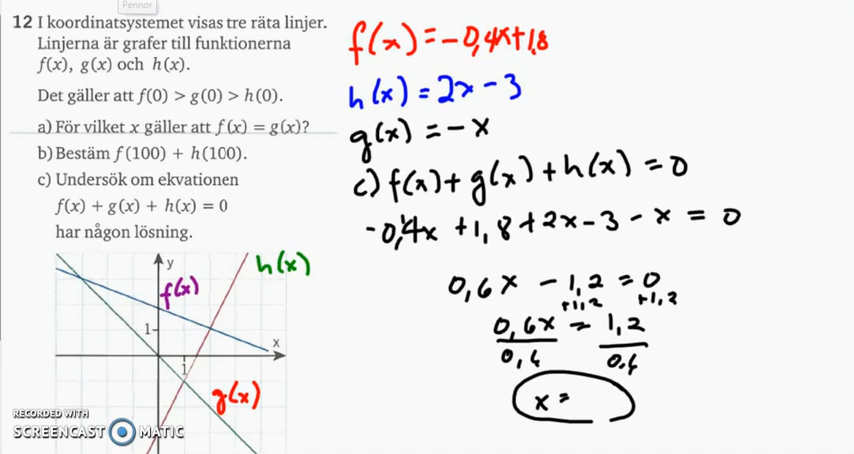 Pennor
12 I koordinatsystemet visas tre räta linjer.
Linjerna är grafer till funktionerna
f(x), g(x) och h(x).
Det gäller att f(0) > g(0) > h(0).
a) För vilket x gäller att f(x) = g(x)?
b) Bestäm f(100) + h(100).
c) Undersök om ekvationen
f(x) + g(x) + h(x) = 0
har någon lösning.
y
h(x)
f(x)
1
x
1
g(x)
RECORDED WITH
SCREENCAST MATIC
f(x) = -0,4x+1,8
h(x) = 2x - 3
g(x) = -x
c) f(x) + g(x) + h(x) = 0
-0,4x + 1,8 + 2x - 3 - x = 0
0,6x - 1,2 = 0
+1,2 +1,2
0,6x = 1,2
0,6 0,6
x =